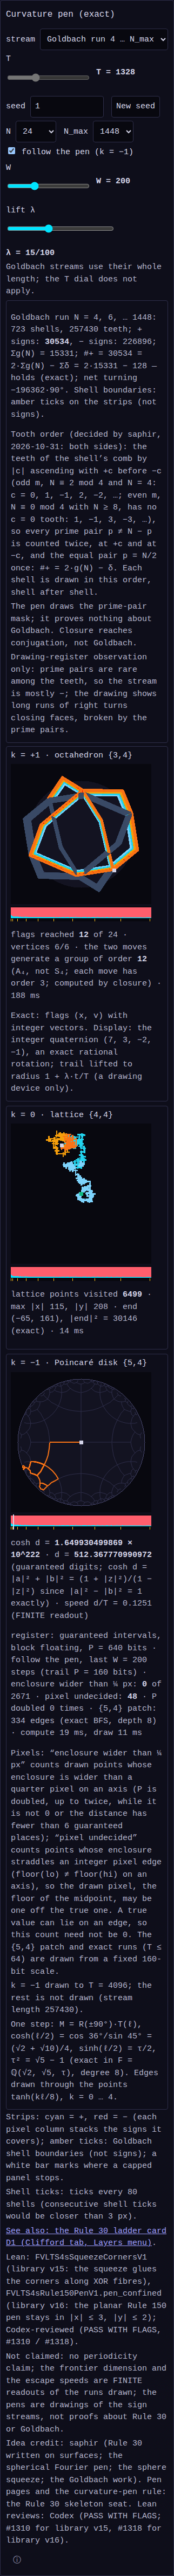 Curvature pen (exact)
stream
Goldbach run 4 … N_max
T
T = 1328
seed
1
New seed
N
24
N_max
1448
follow the pen (k = −1)
W
W = 200
lift λ
λ = 15/100
Goldbach streams use their whole
length; the T dial does not
apply.
Goldbach run N = 4, 6, … 1448:
723 shells, 257430 teeth; +
signs: 30534, − signs: 226896;
Σg(N) = 15331; #+ = 30534 =
2·Σg(N) − Σδ = 2·15331 − 128 —
holds (exact); net turning
−196362·90°. Shell boundaries:
amber ticks on the strips (not
signs).
Tooth order (decided by saphir,
2026-10-31: both sides): the
teeth of the shell’s comb by
|c| ascending with +c before −c
(odd m, N ≡ 2 mod 4 and N = 4:
c = 0, 1, −1, 2, −2, …; even m,
N ≡ 0 mod 4 with N ≥ 8, has no
c = 0 tooth: 1, −1, 3, −3, …),
so every prime pair p ≠ N − p
is counted twice, at +c and at
−c, and the equal pair p = N/2
once: #+ = 2·g(N) − δ. Each
shell is drawn in this order,
shell after shell.
The pen draws the prime-pair
mask; it proves nothing about
Goldbach. Closure reaches
conjugation, not Goldbach.
Drawing-register observation
only: prime pairs are rare
among the teeth, so the stream
is mostly −; the drawing shows
long runs of right turns
closing faces, broken by the
prime pairs.
k = +1 · octahedron {3,4}
flags reached 12 of 24 ·
vertices 6/6 · the two moves
generate a group of order 12
(A₄, not S₄; each move has
order 3; computed by closure) ·
188 ms
Exact: flags (x, v) with
integer vectors. Display: the
integer quaternion (7, 3, −2,
−1), an exact rational
rotation; trail lifted to
radius 1 + λ·t/T (a drawing
device only).
k = 0 · lattice {4,4}
lattice points visited 6499 ·
max |x| 115, |y| 208 · end
(−65, 161), |end|² = 30146
(exact) · 14 ms
k = −1 · Poincaré disk {5,4}
cosh d = 1.649930499869 ×
10^222 · d = 512.367770990972
(guaranteed digits; cosh d =
|a|² + |b|² = (1 + |z|²)/(1 −
|z|²) since |a|² − |b|² = 1
exactly) · speed d/T = 0.1251
(FINITE readout)
register: guaranteed intervals,
block floating, P = 640 bits ·
follow the pen, last W = 200
steps (trail P = 160 bits) ·
enclosure wider than ¼ px: 0 of
2671 · pixel undecided: 48 · P
doubled 0 times · {5,4} patch:
334 edges (exact BFS, depth 8)
· compute 19 ms, draw 11 ms
Pixels: “enclosure wider than ¼
px” counts drawn points whose
enclosure is wider than a
quarter pixel on an axis (P is
doubled, up to twice, while it
is not 0 or the distance has
fewer than 6 guaranteed
places); “pixel undecided”
counts points whose enclosure
straddles an integer pixel edge
(floor(lo) ≠ floor(hi) on an
axis), so the drawn pixel, the
floor of the midpoint, may be
one off the true one. A true
value can lie on an edge, so
this count need not be 0. The
{5,4} patch and exact runs (T ≤
64) are drawn from a fixed 160-
bit scale.
k = −1 drawn to T = 4096; the
rest is not drawn (stream
length 257430).
One step: M = R(±90°)·T(ℓ),
cosh(ℓ/2) = cos 36°/sin 45° =
(√2 + √10)/4, sinh(ℓ/2) = τ/2,
τ² = √5 − 1 (exact in F =
Q(√2, √5, τ), degree 8). Edges
drawn through the points
tanh(kℓ/8), k = 0 … 4.
Strips: cyan = +, red = − (each
pixel column stacks the signs it
covers); amber ticks: Goldbach
shell boundaries (not signs); a
white bar marks where a capped
panel stops.
Shell ticks: ticks every 80
shells (consecutive shell ticks
would be closer than 3 px).
See also: the Rule 30 ladder card
D1 (Clifford tab, Layers menu).
Lean: FVLTS4sSqueezeCornersV1
(library v15: the squeeze glues
the corners along XOR fibres),
FVLTS4sRule150PenV1.pen_confined
(library v16: the planar Rule 150
pen stays in |x| ≤ 3, |y| ≤ 2);
Codex-reviewed (PASS WITH FLAGS,
#1310 / #1318).
Not claimed: no periodicity
claim; the frontier dimension and
the escape speeds are FINITE
readouts of the runs drawn; the
pens are drawings of the sign
streams, not proofs about Rule 30
or Goldbach.
Idea credit: saphir (Rule 30
written on surfaces; the
spherical Fourier pen; the sphere
squeeze; the Goldbach work). Pen
pages and the curvature-pen rule:
the Rule 30 skeleton seat. Lean
reviews: Codex (PASS WITH FLAGS;
#1310 for library v15, #1318 for
library v16).